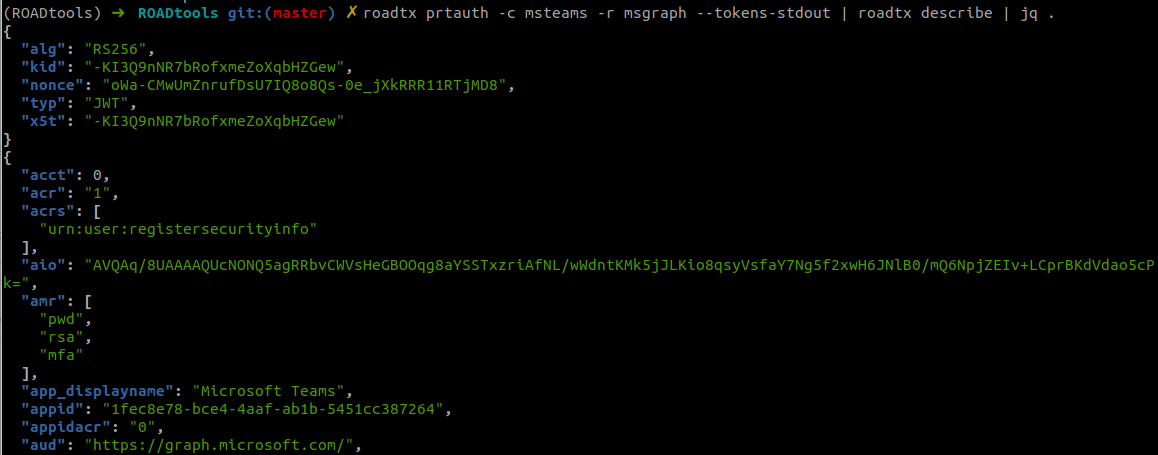 (ROADtools) ➜ ROADtools git:(master) ✗ roadtx prtauth -c msteams -r msgraph --tokens-stdout | roadtx describe | jq .
{
  "alg": "RS256",
  "kid": "-KI3Q9nNR7bRofxmeZoXqbHZGew",
  "nonce": "oWa-CMwUmZnrufDsU7IQ8o8Qs-0e_jXkRRR11RTjMD8",
  "typ": "JWT",
  "x5t": "-KI3Q9nNR7bRofxmeZoXqbHZGew"
}
{
  "acct": 0,
  "acr": "1",
  "acrs": [
    "urn:user:registersecurityinfo"
  ],
  "aio": "AVQAq/8UAAAAQUcNONQ5agRRbvCWVsHeGBOOqg8aYSSTxzriAfNL/wWdntKMk5jJLKio8qsyVsfaY7Ng5f2xwH6JNlB0/mQ6NpjZEIv+LCprBKdVdao5cP
k=",
  "amr": [
    "pwd",
    "rsa",
    "mfa"
  ],
  "app_displayname": "Microsoft Teams",
  "appid": "1fec8e78-bce4-4aaf-ab1b-5451cc387264",
  "appidacr": "0",
  "aud": "https://graph.microsoft.com/",